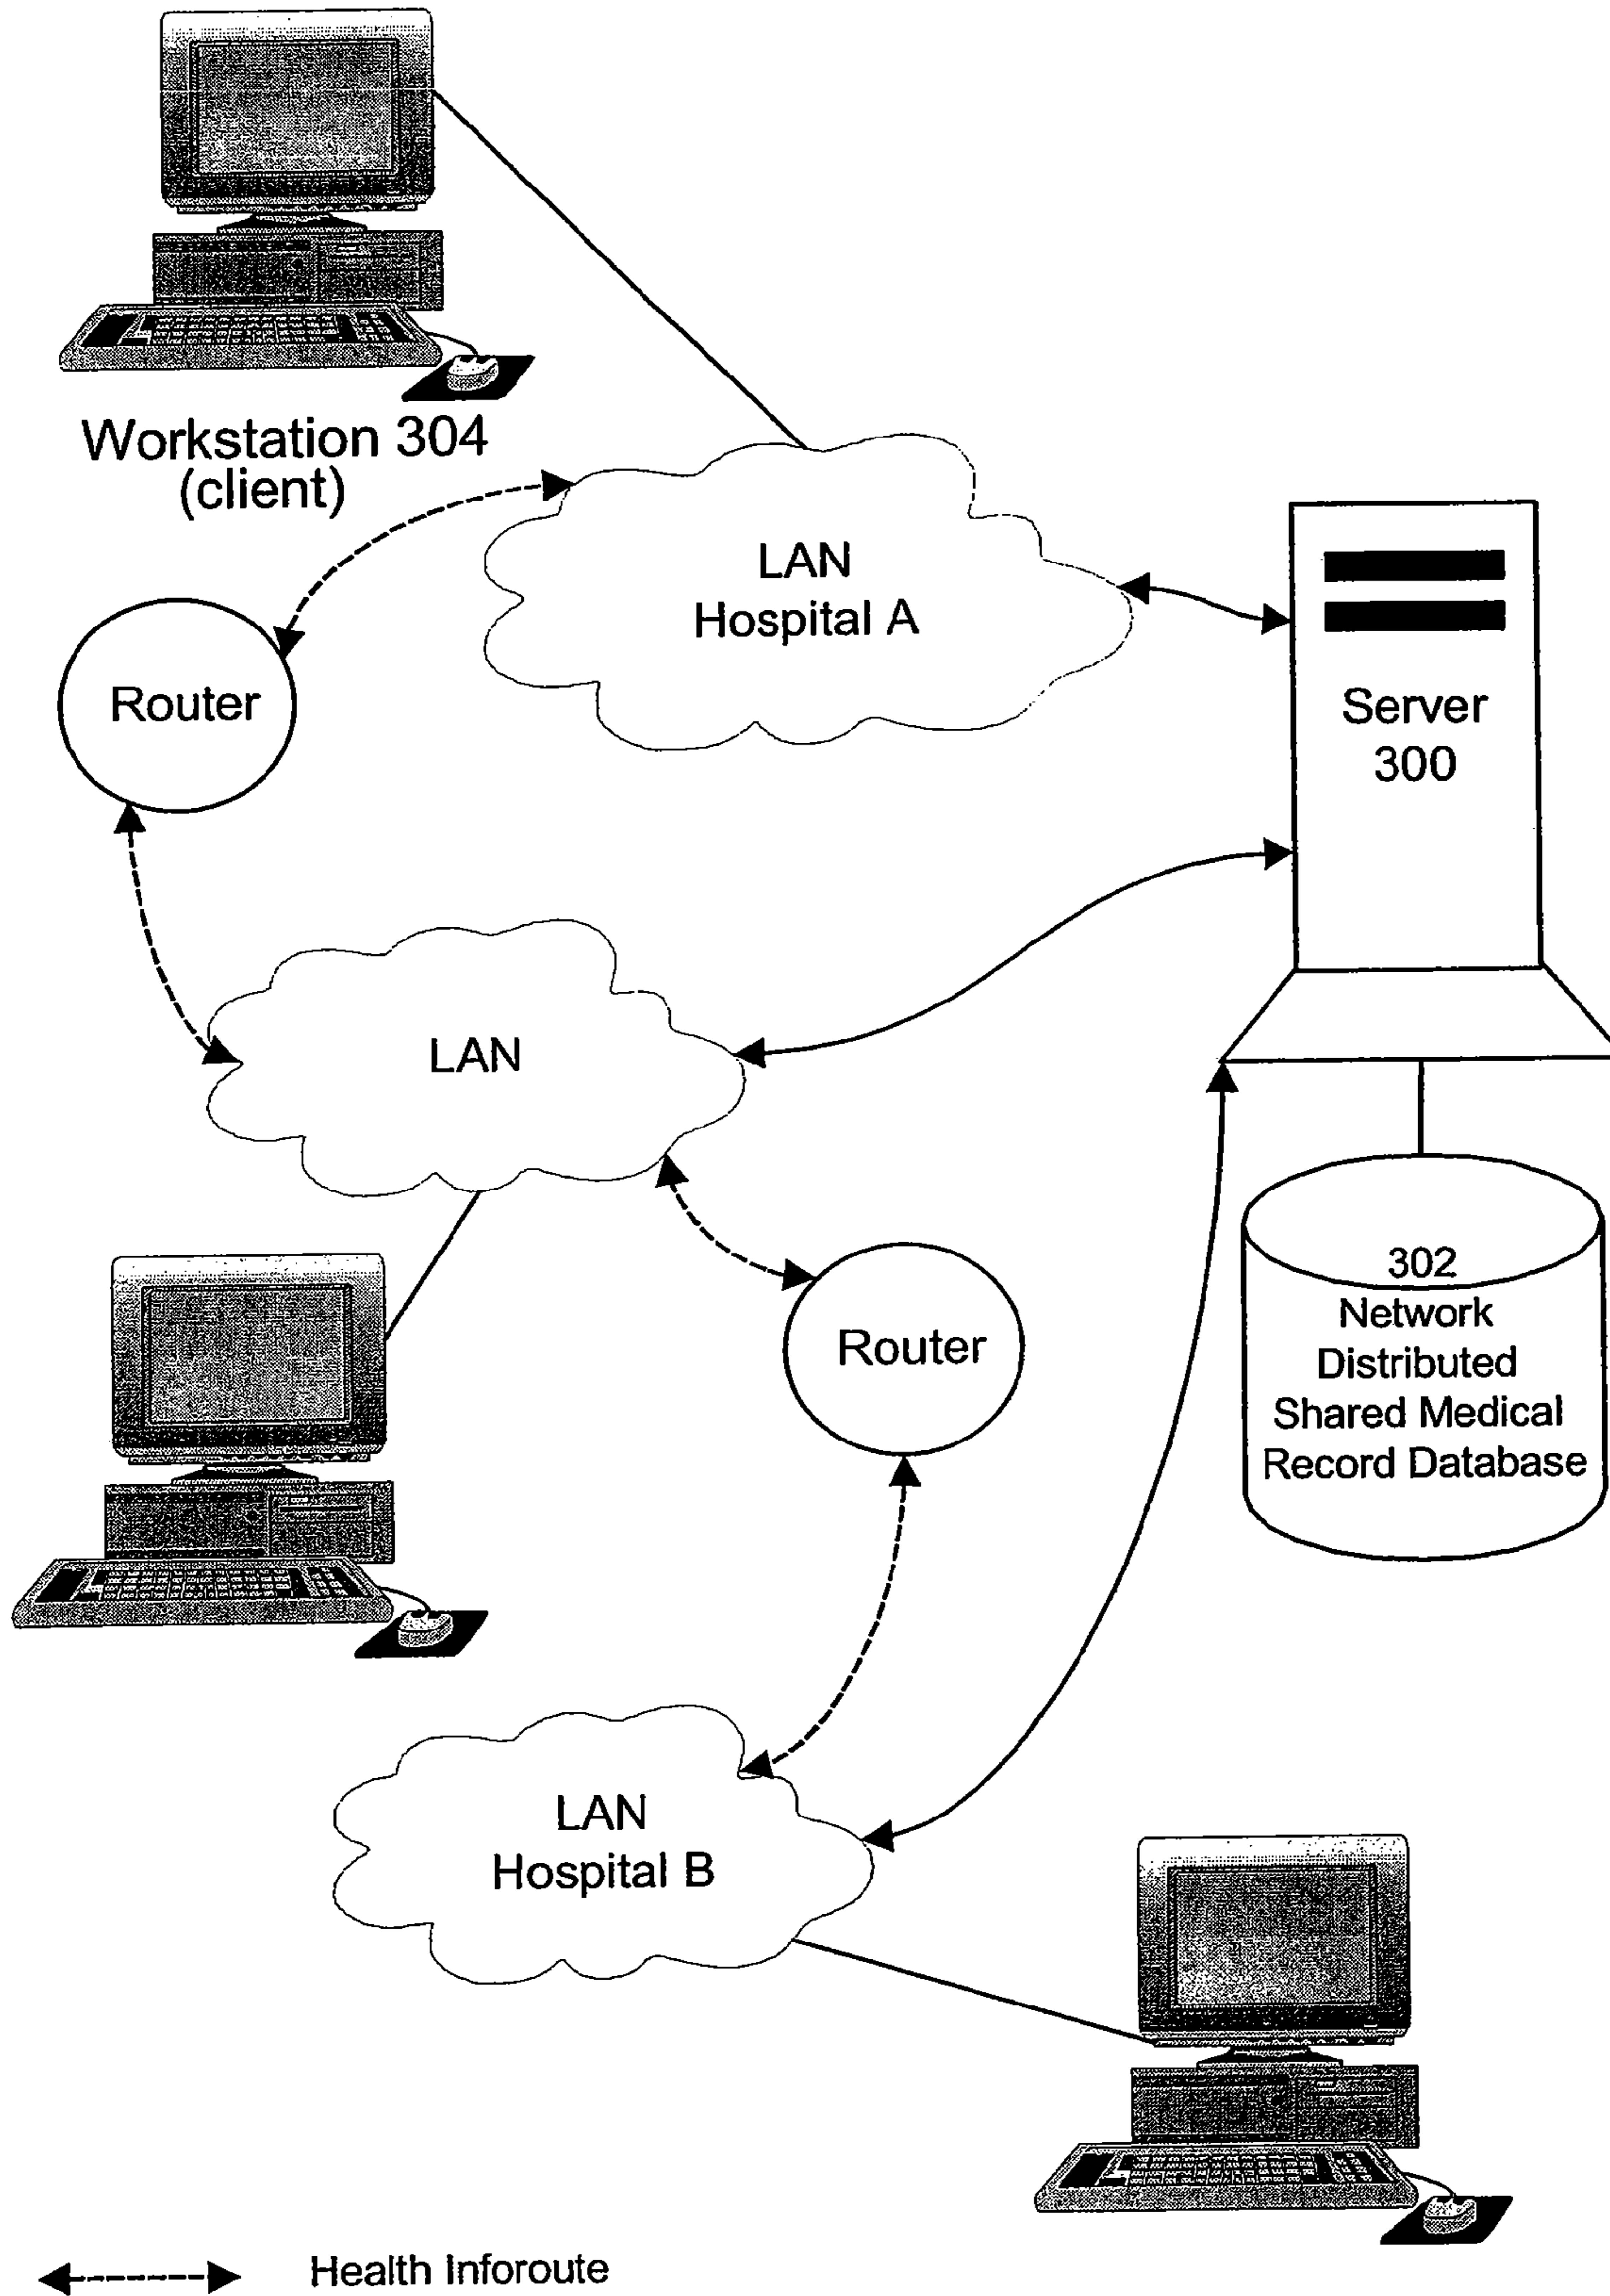 Workstation 304
(client)
LAN
Hospital A
Router
Server
300
LAN
Router
302
Network
Distributed
Shared Medical
Record Database
LAN
Hospital B
Health Inforoute